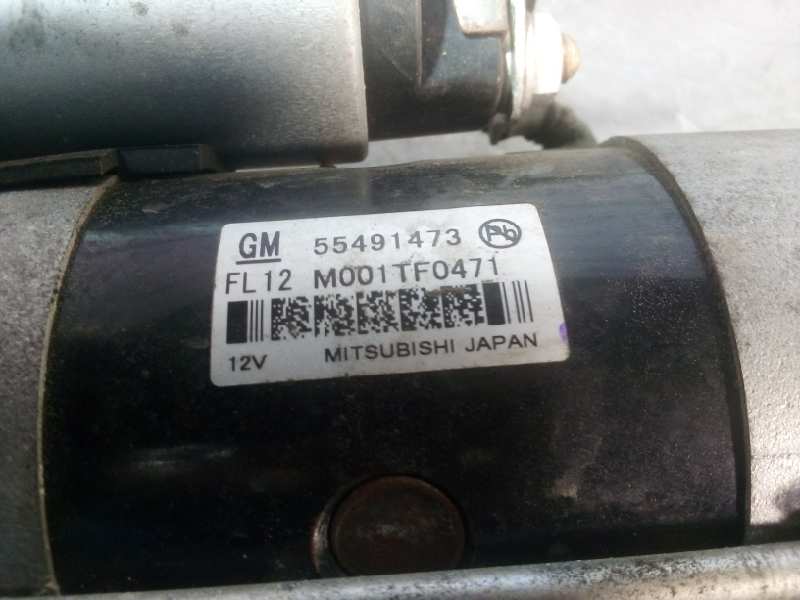 GM 55491473 Pb
FL12 M001TF0471
12V MITSUBISHI JAPAN